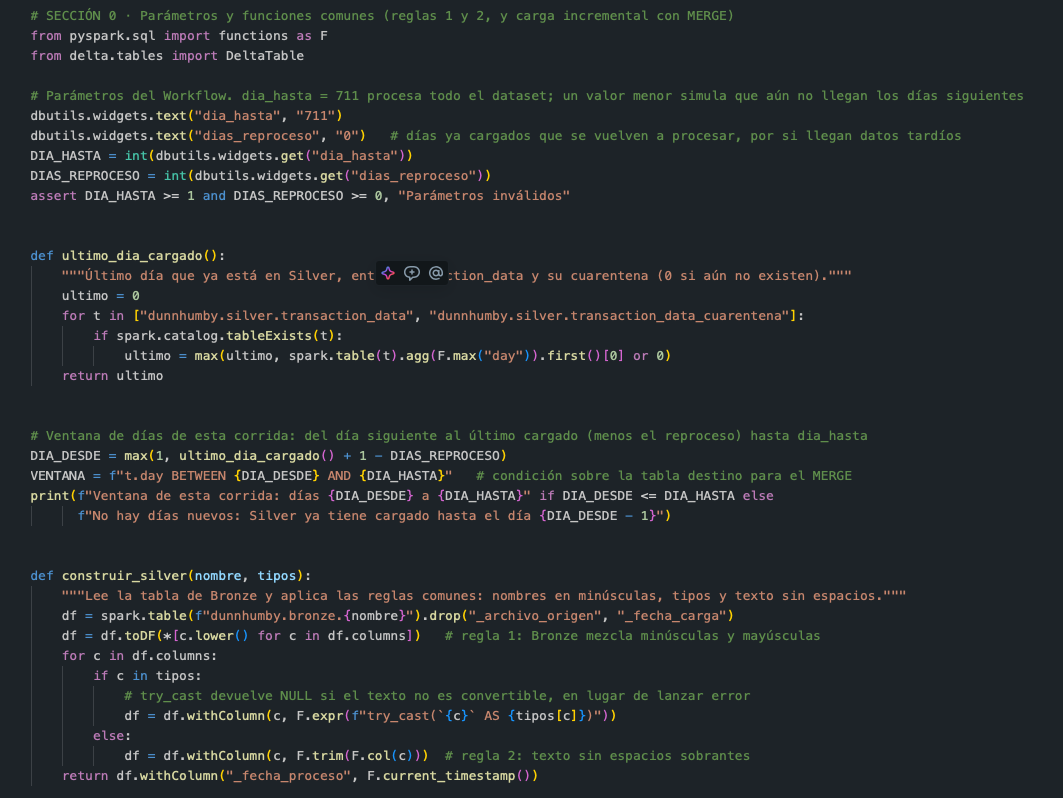 # SECCIÓN 0 · Parámetros y funciones comunes (reglas 1 y 2, y carga incremental con MERGE)
from pyspark.sql import functions as F
from delta.tables import DeltaTable
# Parámetros del Workflow. dia_hasta = 711 procesa todo el dataset; un valor menor simula que aún no llegan los días siguientes
dbutils.widgets.text("dia_hasta", "711")
dbutils.widgets.text("dias_reproceso", "0")   # días ya cargados que se vuelven a procesar, por si llegan datos tardíos
DIA_HASTA = int(dbutils.widgets.get("dia_hasta"))
DIAS_REPROCESO = int(dbutils.widgets.get("dias_reproceso"))
assert DIA_HASTA >= 1 and DIAS_REPROCESO >= 0, "Parámetros inválidos"
def ultimo_dia_cargado():
    """Último día que ya está en Silver, ent ction_data y su cuarentena (0 si aún no existen)."""
    ultimo = 0
    for t in ["dunnhumby.silver.transaction_data", "dunnhumby.silver.transaction_data_cuarentena"]:
        if spark.catalog.tableExists(t):
            ultimo = max(ultimo, spark.table(t).agg(F.max("day")).first()[0] or 0)
    return ultimo
# Ventana de días de esta corrida: del día siguiente al último cargado (menos el reproceso) hasta dia_hasta
DIA_DESDE = max(1, ultimo_dia_cargado() + 1 - DIAS_REPROCESO)
VENTANA = f"t.day BETWEEN {DIA_DESDE} AND {DIA_HASTA}"   # condición sobre la tabla destino para el MERGE
print(f"Ventana de esta corrida: días {DIA_DESDE} a {DIA_HASTA}" if DIA_DESDE <= DIA_HASTA else
      f"No hay días nuevos: Silver ya tiene cargado hasta el día {DIA_DESDE - 1}")
def construir_silver(nombre, tipos):
    """Lee la tabla de Bronze y aplica las reglas comunes: nombres en minúsculas, tipos y texto sin espacios."""
    df = spark.table(f"dunnhumby.bronze.{nombre}").drop("_archivo_origen", "_fecha_carga")
    df = df.toDF(*[c.lower() for c in df.columns])   # regla 1: Bronze mezcla minúsculas y mayúsculas
    for c in df.columns:
        if c in tipos:
            # try_cast devuelve NULL si el texto no es convertible, en lugar de lanzar error
            df = df.withColumn(c, F.expr(f"try_cast(`{c}` AS {tipos[c]})"))
        else:
            df = df.withColumn(c, F.trim(F.col(c)))  # regla 2: texto sin espacios sobrantes
    return df.withColumn("_fecha_proceso", F.current_timestamp())